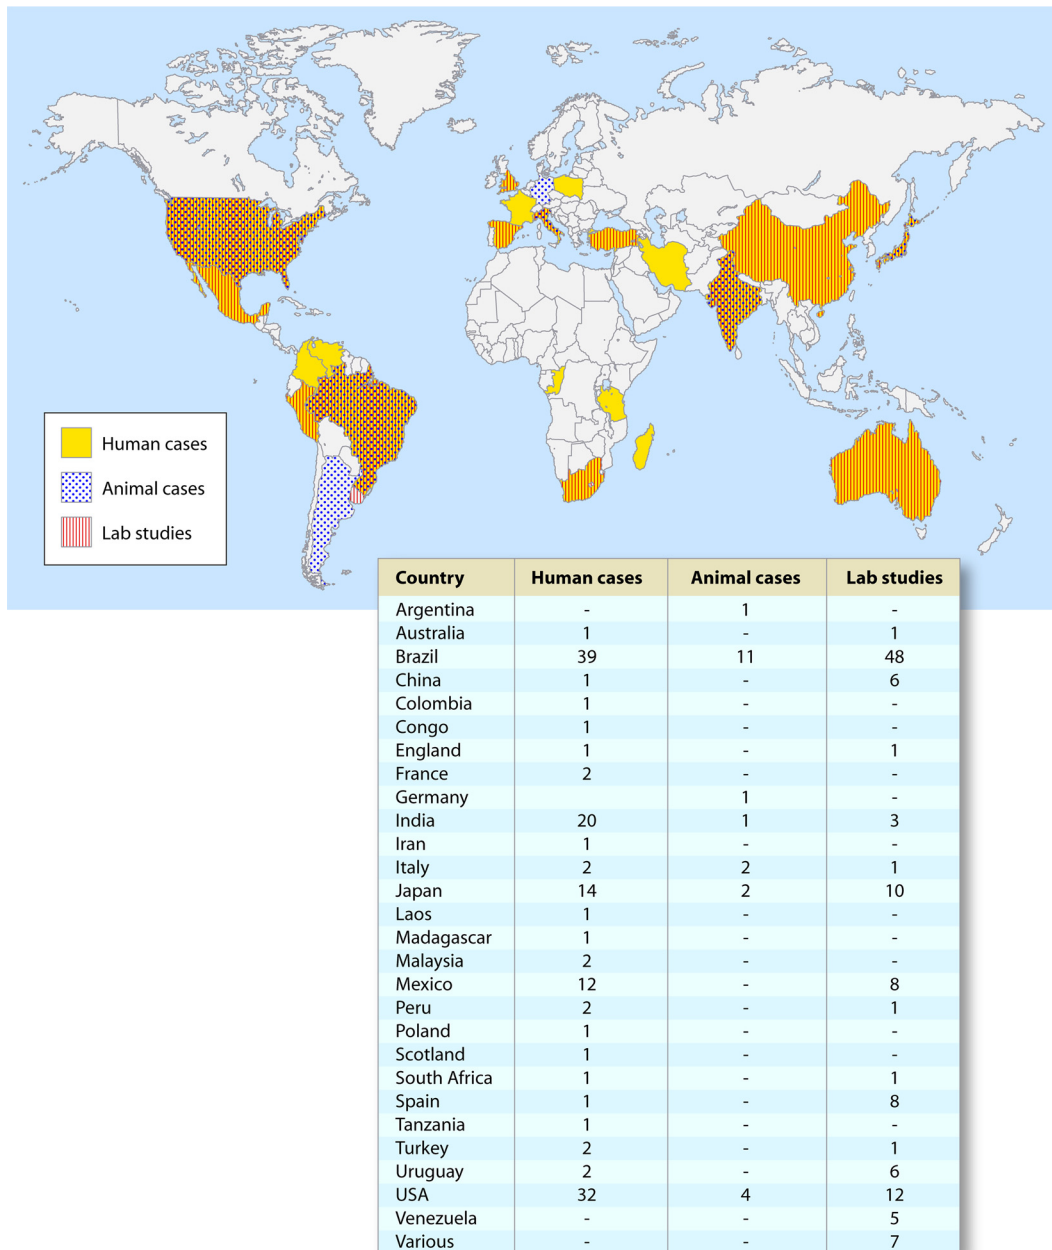 Human cases
Animal cases
Lab studies
Country Human cases Animal cases Lab studies
Argentina - 1 -
Australia 1 - 1
Brazil 39 11 48
China 1 - 6
Colombia 1 - -
Congo 1 - -
England 1 - 1
France 2 - -
Germany 1 -
India 20 1 3
Iran 1 - -
Italy 2 2 1
Japan 14 2 10
Laos 1 - -
Madagascar 1 - -
Malaysia 2 - -
Mexico 12 - 8
Peru 2 - 1
Poland 1 - -
Scotland 1 - -
South Africa 1 - 1
Spain 1 - 8
Tanzania 1 - -
Turkey 2 - 1
Uruguay 2 - 6
USA 32 4 12
Venezuela - - 5
Various - - 7